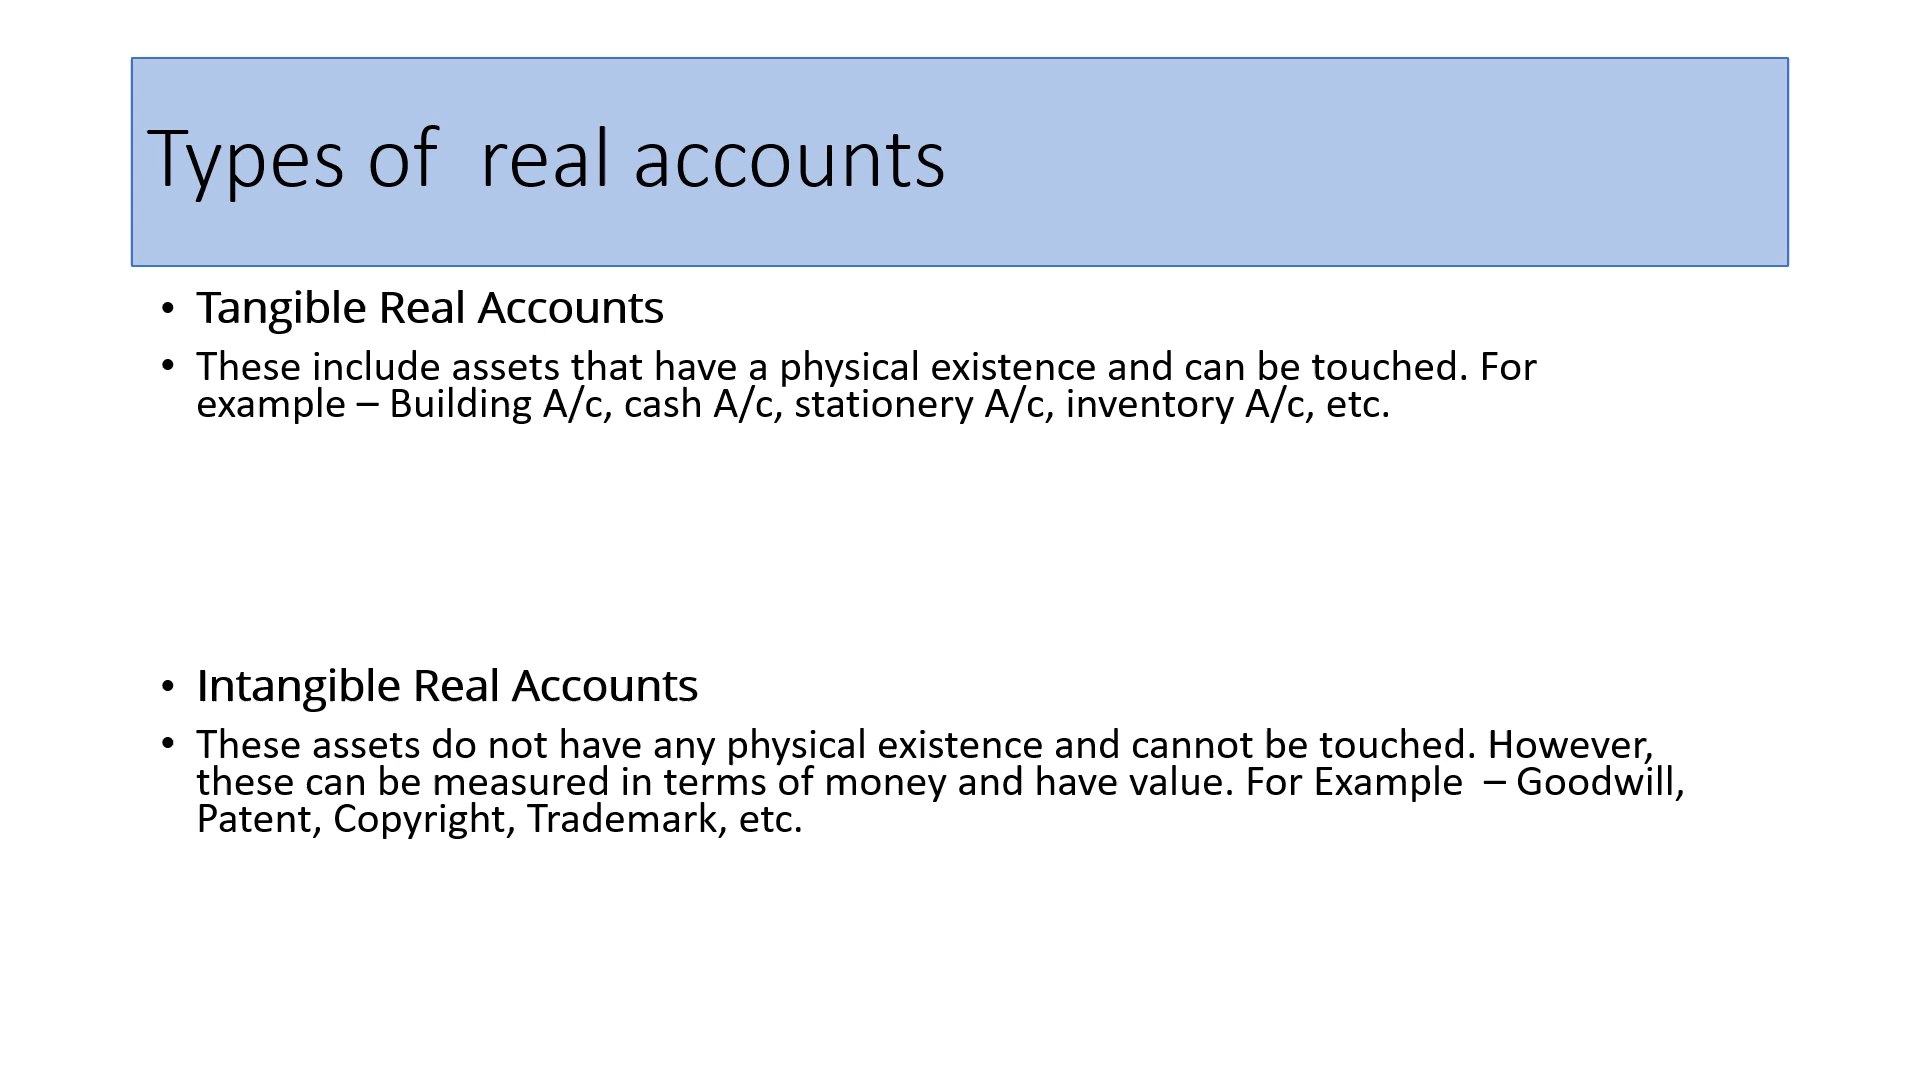 Types of  real accounts
• Tangible Real Accounts
• These include assets that have a physical existence and can be touched. For
example – Building A/c, cash A/c, stationery A/c, inventory A/c, etc.
• Intangible Real Accounts
• These assets do not have any physical existence and cannot be touched. However,
these can be measured in terms of money and have value. For Example  – Goodwill,
Patent, Copyright, Trademark, etc.